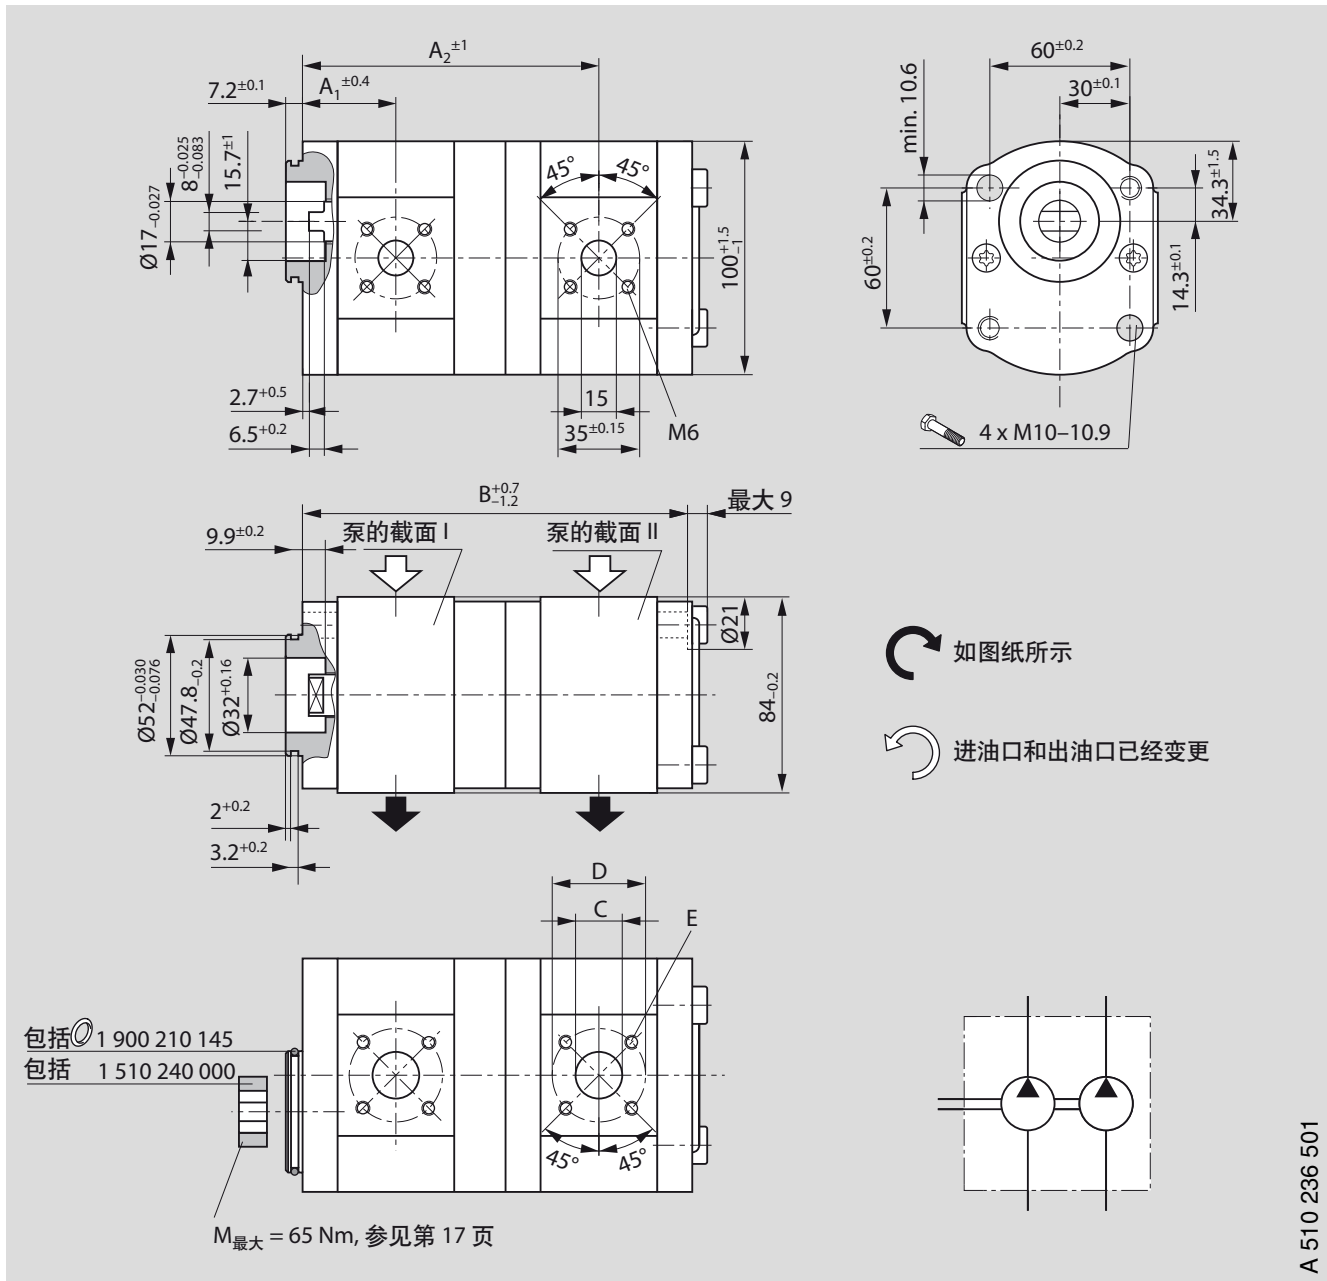 A₂±1
60±0.2
7.2±0.1
A₁±0.4
min. 10.6
30±0.1
Ø17−0.027
8−0.025 −0.083
15.7±1
45°
45°
100+1.5 −1
34.3±1.5
60±0.2
14.3±0.1
2.7+0.5
6.5+0.2
15
35±0.15
M6
4 x M10–10.9
B+0.7 −1.2
最大 9
9.9±0.2
泵的截面 I
泵的截面 II
Ø52−0.030 −0.076
Ø47.8−0.2
Ø32+0.16
Ø21
84−0.2
如图纸所示
进油口和出油口已经变更
2+0.2
3.2+0.2
D
C
E
包括 1 900 210 145
包括 1 510 240 000
45°
45°
M最大 = 65 Nm, 参见第 17 页
A 510 236 501